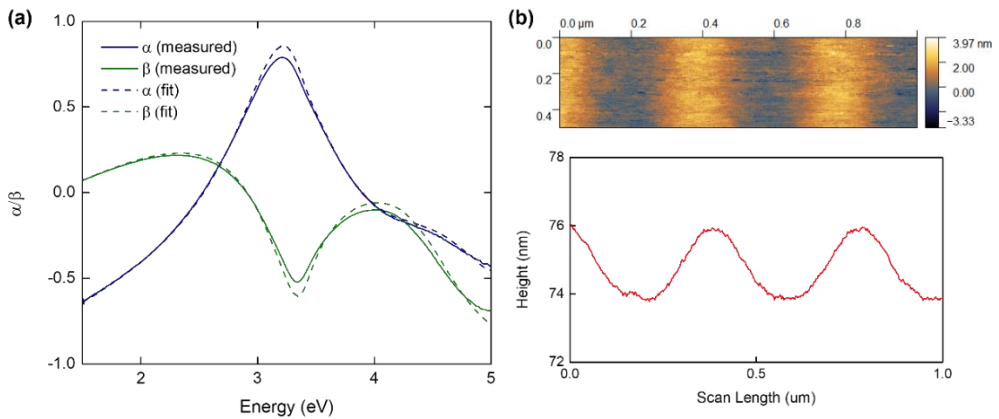 (a)
1.0
0.5
0.0
-0.5
-1.0
α/β
α (measured)
β (measured)
α (fit)
β (fit)
2
3
4
5
Energy (eV)
(b)
0.0 µm 0.2 0.4 0.6 0.8
0.0
0.2
0.4
3.97 nm
2.00
0.00
−3.33
78
76
74
72
Height (nm)
0.0 0.5 1.0
Scan Length (um)